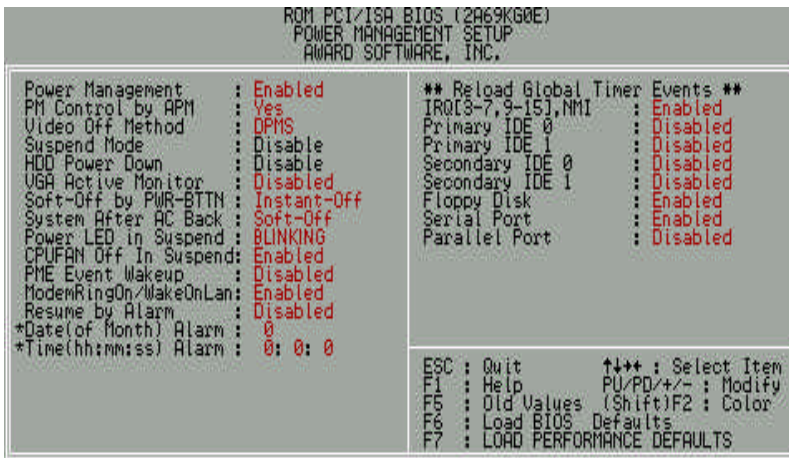 ROM PCI/ISA BIOS (2A69KG0E)
POWER MANAGEMENT SETUP
AWARD SOFTWARE, INC.
Power Management : Enabled
PM Control by APM : Yes
Video Off Method : DPMS
Suspend Mode : Disable
HDD Power Down : Disable
VGA Active Monitor : Disabled
Soft-Off by PWR-BTTN : Instant-Off
System After AC Back : Soft-Off
Power LED in Suspend : BLINKING
CPUFAN Off In Suspend: Enabled
PME Event Wakeup : Disabled
ModemRingOn/WakeOnLan: Enabled
Resume by Alarm : Disabled
*Date(of Month) Alarm : 0
*Time(hh:mm:ss) Alarm : 0: 0: 0
** Reload Global Timer Events **
IRQ[3-7,9-15],NMI : Enabled
Primary IDE 0 : Disabled
Primary IDE 1 : Disabled
Secondary IDE 0 : Disabled
Secondary IDE 1 : Disabled
Floppy Disk : Enabled
Serial Port : Enabled
Parallel Port : Disabled
ESC : Quit ↑↓→← : Select Item
F1 : Help PU/PD/+/- : Modify
F5 : Old Values (Shift)F2 : Color
F6 : Load BIOS Defaults
F7 : LOAD PERFORMANCE DEFAULTS